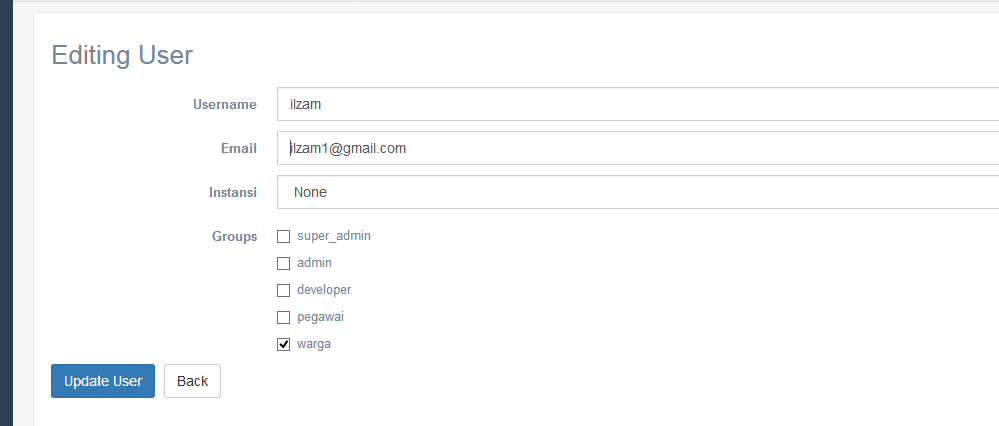 Editing User
Username ilzam
Email ilzam1@gmail.com
Instansi None
Groups super_admin
admin
developer
pegawai
warga
Update User Back